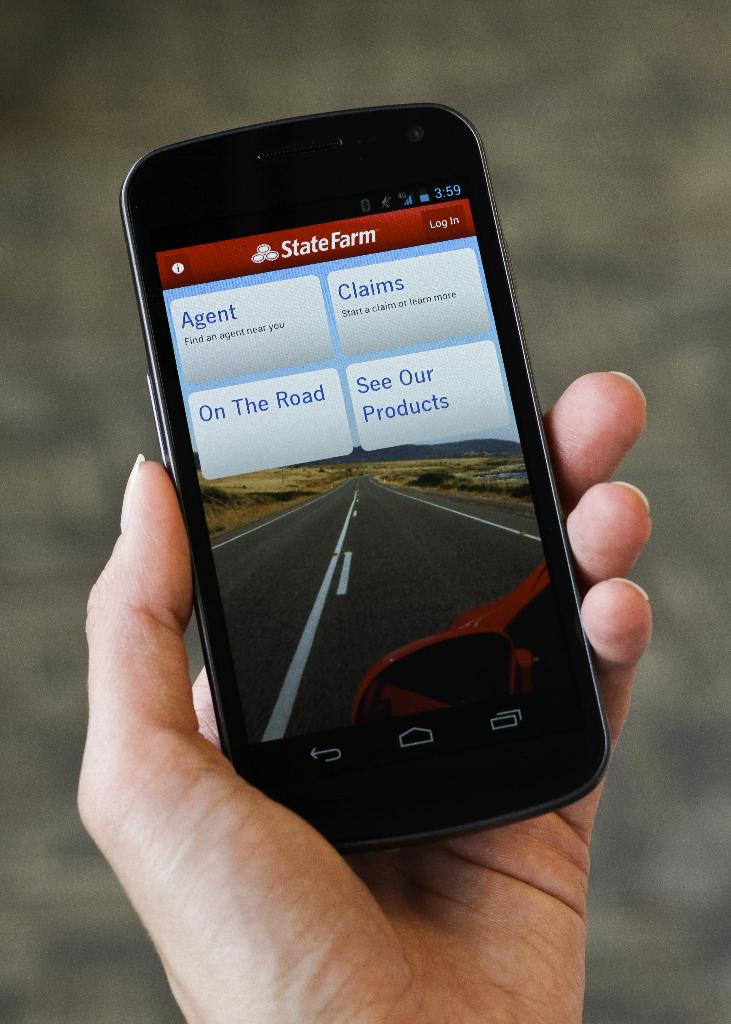 4G 3:59
i
StateFarm
Log In
Agent
Find an agent near you
Claims
Start a claim or learn more
On The Road
See Our
Products